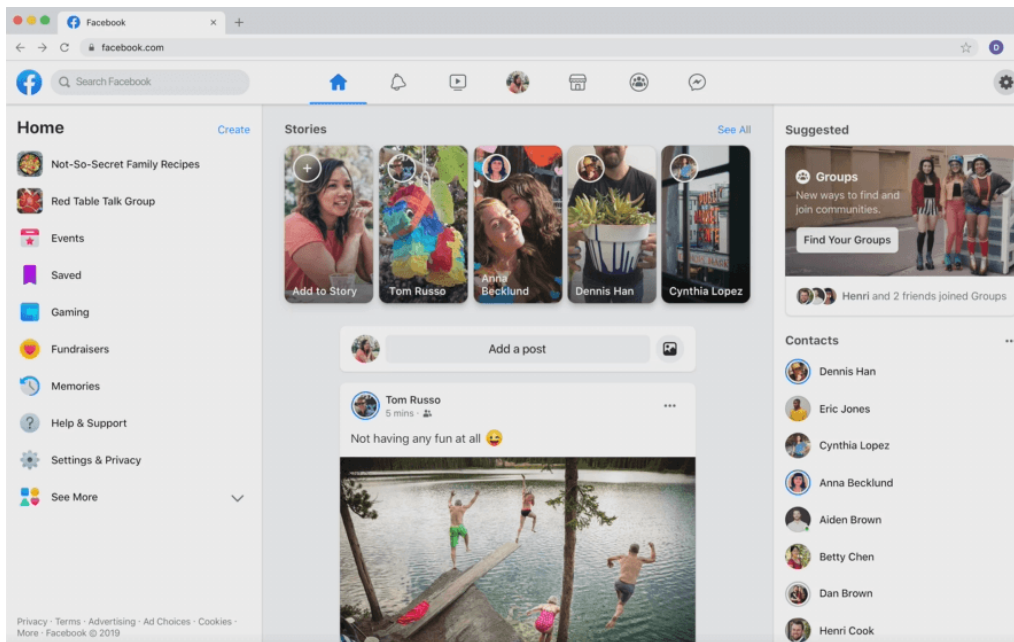 Facebook
facebook.com
D
Search Facebook
Home
Create
Not-So-Secret Family Recipes
Red Table Talk Group
Events
Saved
Gaming
Fundraisers
Memories
Help & Support
Settings & Privacy
See More
Privacy · Terms · Advertising · Ad Choices · Cookies ·
More · Facebook © 2019
Stories
See All
Add to Story
Tom Russo
Anna
Becklund
Dennis Han
Cynthia Lopez
Add a post
Tom Russo
5 mins ·
Not having any fun at all 😜
Suggested
Groups
New ways to find and
join communities.
Find Your Groups
Henri and 2 friends joined Groups
Contacts
Dennis Han
Eric Jones
Cynthia Lopez
Anna Becklund
Aiden Brown
Betty Chen
Dan Brown
Henri Cook